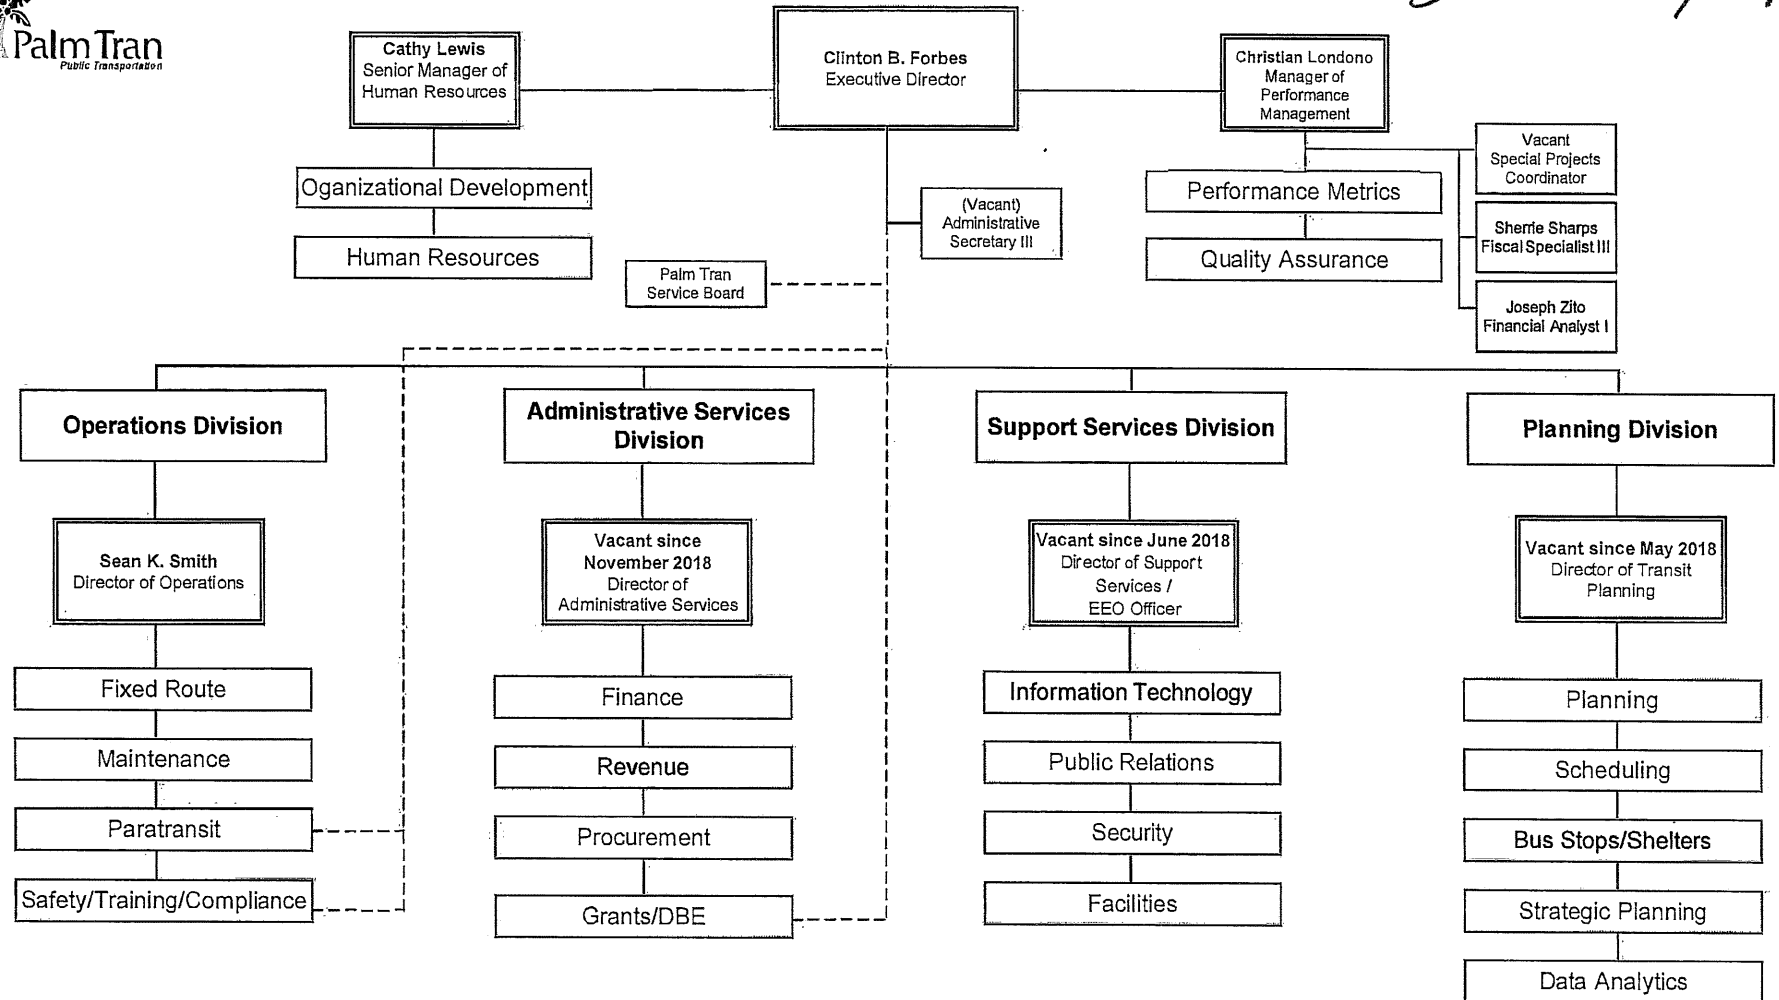 Palm Tran
Public Transportation
Cathy Lewis
Senior Manager of
Human Resources
Clinton B. Forbes
Executive Director
Christian Londono
Manager of
Performance
Management
Vacant
Special Projects
Coordinator
Sherrie Sharps
Fiscal Specialist III
Joseph Zito
Financial Analyst I
Oganizational Development
Human Resources
(Vacant)
Administrative
Secretary III
Performance Metrics
Quality Assurance
Palm Tran
Service Board
Operations Division
Administrative Services
Division
Support Services Division
Planning Division
Sean K. Smith
Director of Operations
Vacant since
November 2018
Director of
Administrative Services
Vacant since June 2018
Director of Support
Services /
EEO Officer
Vacant since May 2018
Director of Transit
Planning
Fixed Route
Maintenance
Paratransit
Safety/Training/Compliance
Finance
Revenue
Procurement
Grants/DBE
Information Technology
Public Relations
Security
Facilities
Planning
Scheduling
Bus Stops/Shelters
Strategic Planning
Data Analytics